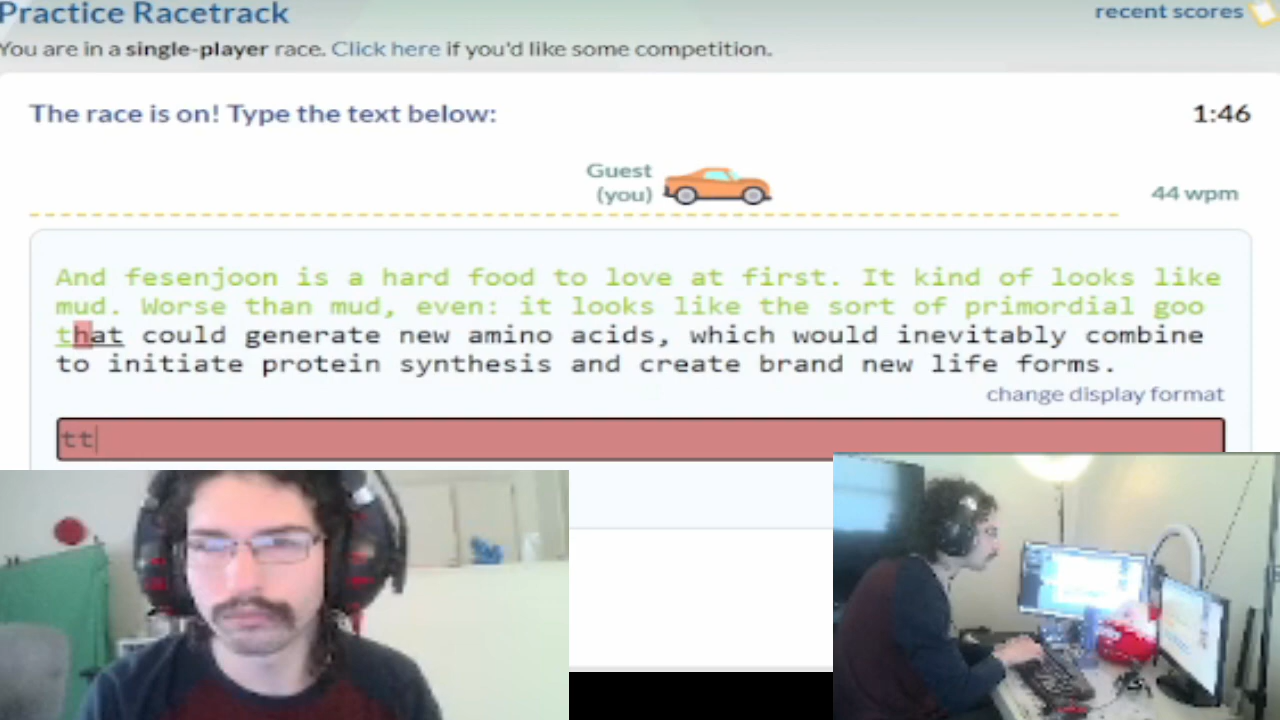 Practice Racetrack
recent scores
You are in a single-player race. Click here if you'd like some competition.
The race is on! Type the text below:
1:46
Guest
(you)
44 wpm
And fesenjoon is a hard food to love at first. It kind of looks like
mud. Worse than mud, even: it looks like the sort of primordial goo
that could generate new amino acids, which would inevitably combine
to initiate protein synthesis and create brand new life forms.
change display format
tt